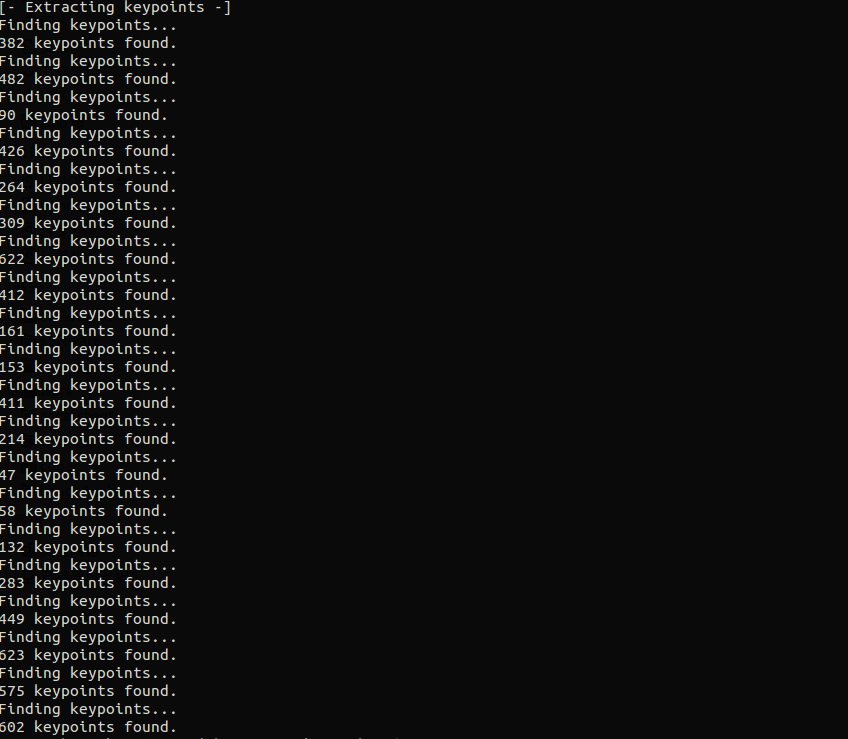 [- Extracting keypoints -]
Finding keypoints...
382 keypoints found.
Finding keypoints...
482 keypoints found.
Finding keypoints...
90 keypoints found.
Finding keypoints...
426 keypoints found.
Finding keypoints...
264 keypoints found.
Finding keypoints...
309 keypoints found.
Finding keypoints...
622 keypoints found.
Finding keypoints...
412 keypoints found.
Finding keypoints...
161 keypoints found.
Finding keypoints...
153 keypoints found.
Finding keypoints...
411 keypoints found.
Finding keypoints...
214 keypoints found.
Finding keypoints...
47 keypoints found.
Finding keypoints...
58 keypoints found.
Finding keypoints...
132 keypoints found.
Finding keypoints...
283 keypoints found.
Finding keypoints...
449 keypoints found.
Finding keypoints...
623 keypoints found.
Finding keypoints...
575 keypoints found.
Finding keypoints...
602 keypoints found.